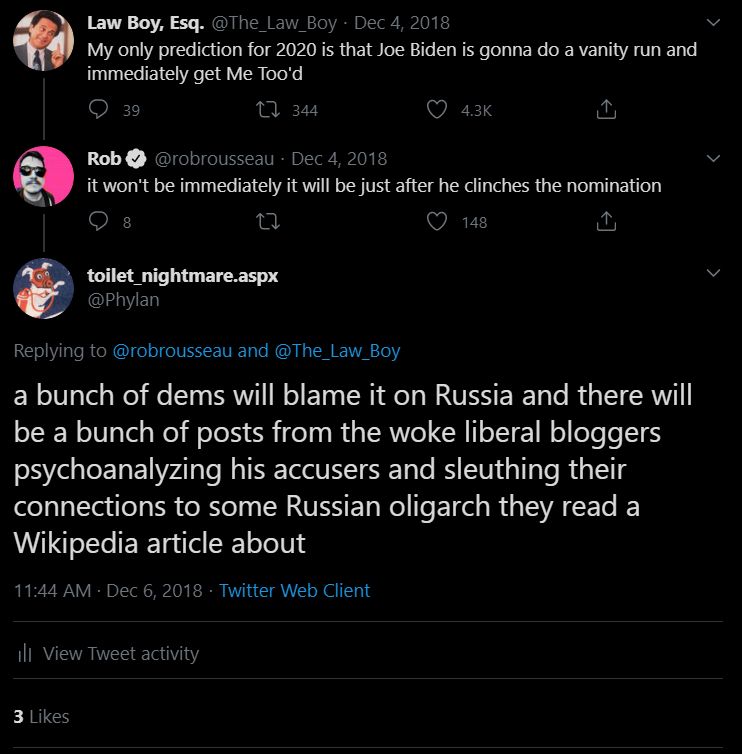 Law Boy, Esq. @The_Law_Boy · Dec 4, 2018
My only prediction for 2020 is that Joe Biden is gonna do a vanity run and
immediately get Me Too'd
39 344 4.3K
Rob @robrousseau · Dec 4, 2018
it won't be immediately it will be just after he clinches the nomination
8 148
toilet_nightmare.aspx
@Phylan
Replying to @robrousseau and @The_Law_Boy
a bunch of dems will blame it on Russia and there will
be a bunch of posts from the woke liberal bloggers
psychoanalyzing his accusers and sleuthing their
connections to some Russian oligarch they read a
Wikipedia article about
11:44 AM · Dec 6, 2018 · Twitter Web Client
View Tweet activity
3 Likes